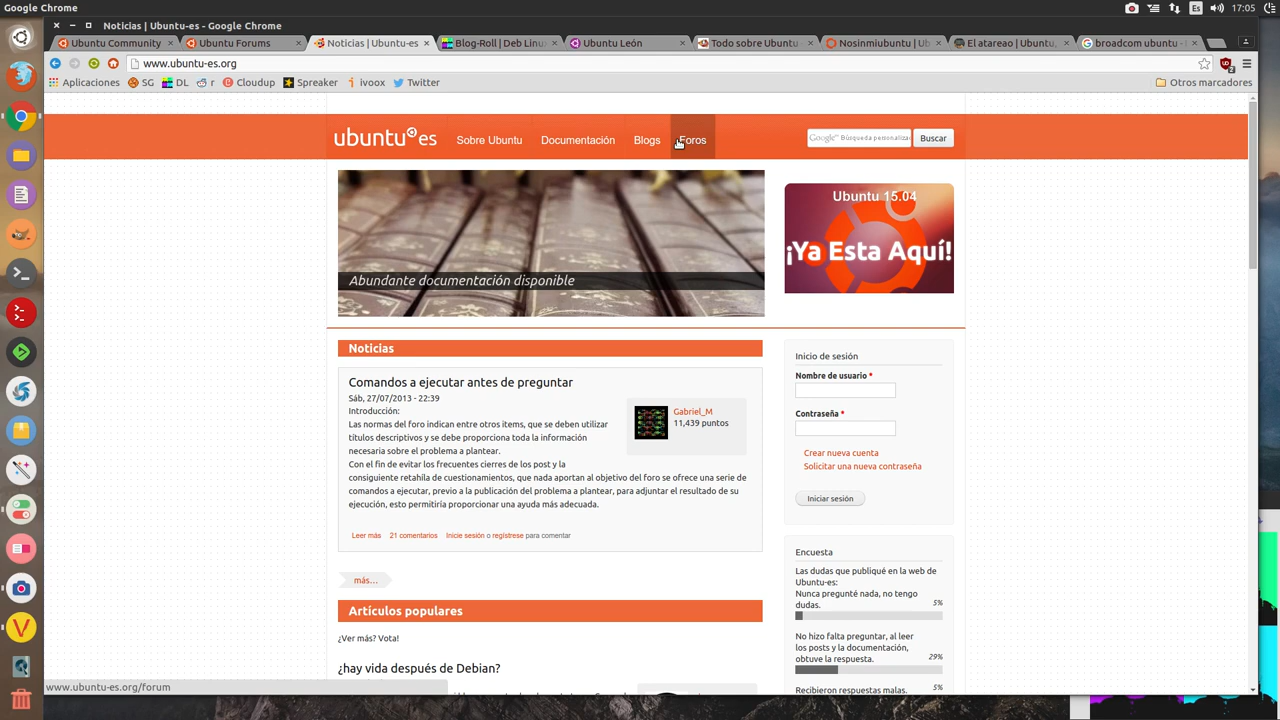 Google Chrome
Es
17:05
Noticias | Ubuntu-es - Google Chrome
Ubuntu Community
Ubuntu Forums
Noticias | Ubuntu-es
Blog-Roll | Deb Linu
Ubuntu León
Todo sobre Ubuntu
Nosinmiubuntu | Ub
El atareao | Ubuntu,
broadcom ubuntu -
www.ubuntu-es.org
Aplicaciones
SG
DL
r
Cloudup
Spreaker
ivoox
Twitter
Otros marcadores
ubuntu es
Sobre Ubuntu
Documentación
Blogs
Foros
Google Búsqueda personaliza
Buscar
Abundante documentación disponible
Ubuntu 15.04
¡Ya Esta Aquí!
Noticias
Comandos a ejecutar antes de preguntar
Sáb, 27/07/2013 - 22:39
Introducción:
Las normas del foro indican entre otros items, que se deben utilizar
títulos descriptivos y se debe proporciona toda la información
necesaria sobre el problema a plantear.
Con el fin de evitar los frecuentes cierres de los post y la
consiguiente retahíla de cuestionamientos, que nada aportan al objetivo del foro se ofrece una serie de
comandos a ejecutar, previo a la publicación del problema a plantear, para adjuntar el resultado de su
ejecución, esto permitiría proporcionar una ayuda más adecuada.
Gabriel_M
11,439 puntos
Leer más 21 comentarios Inicie sesión o regístrese para comentar
más...
Artículos populares
¿Ver más? Vota!
¿hay vida después de Debian?
Inicio de sesión
Nombre de usuario *
Contraseña *
Crear nueva cuenta
Solicitar una nueva contraseña
Iniciar sesión
Encuesta
Las dudas que publiqué en la web de
Ubuntu-es:
Nunca pregunté nada, no tengo
dudas.
5%
No hizo falta preguntar, al leer
los posts y la documentación,
obtuve la respuesta.
29%
Recibieron respuestas malas.
5%
www.ubuntu-es.org/forum